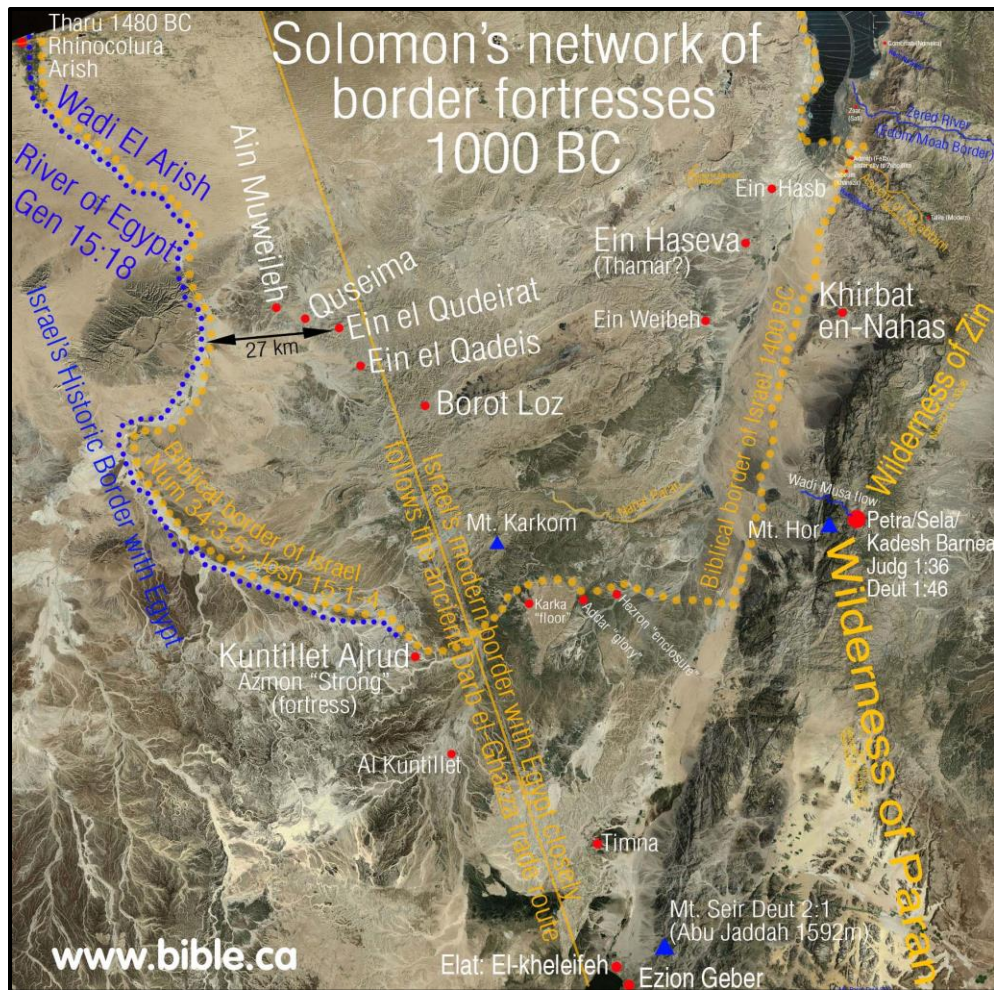 Tharu 1480 BC
Rhinocolura
Arish
Solomon's network of
border fortresses
1000 BC
Wadi El Arish
River of Egypt
Gen 15:18
Israel's Historic Border with Egypt
Ain Muweileh
Quseima
Ein el Qudeirat
27 km
Ein el Qadeis
Borot Loz
Zered River
(Edom/Moab Border)
Ein Hasb
Ein Haseva
(Thamar?)
Ein Weibeh
Khirbat
en-Nahas
Biblical border of Israel 1400 BC
Wilderness of Zin
Biblical border of Israel
Num 34:3-5; Josh 15:1-4
Israel's modern border with Egypt closely
follows the ancient Darb el-Ghazza trade route
Mt. Karkom
Nahal Paran
Wadi Musa flow
Mt. Hor
Petra/Sela/
Kadesh Barnea
Judg 1:36
Deut 1:46
Karka
"floor"
Addar "glory"
Hezron "enclosure"
Kuntillet Ajrud
Azmon "Strong"
(fortress)
Al Kuntillet
Wilderness of Paran
Timna
Mt. Seir Deut 2:1
(Abu Jaddah 1592m)
www.bible.ca
Elat: El-kheleifeh
Ezion Geber